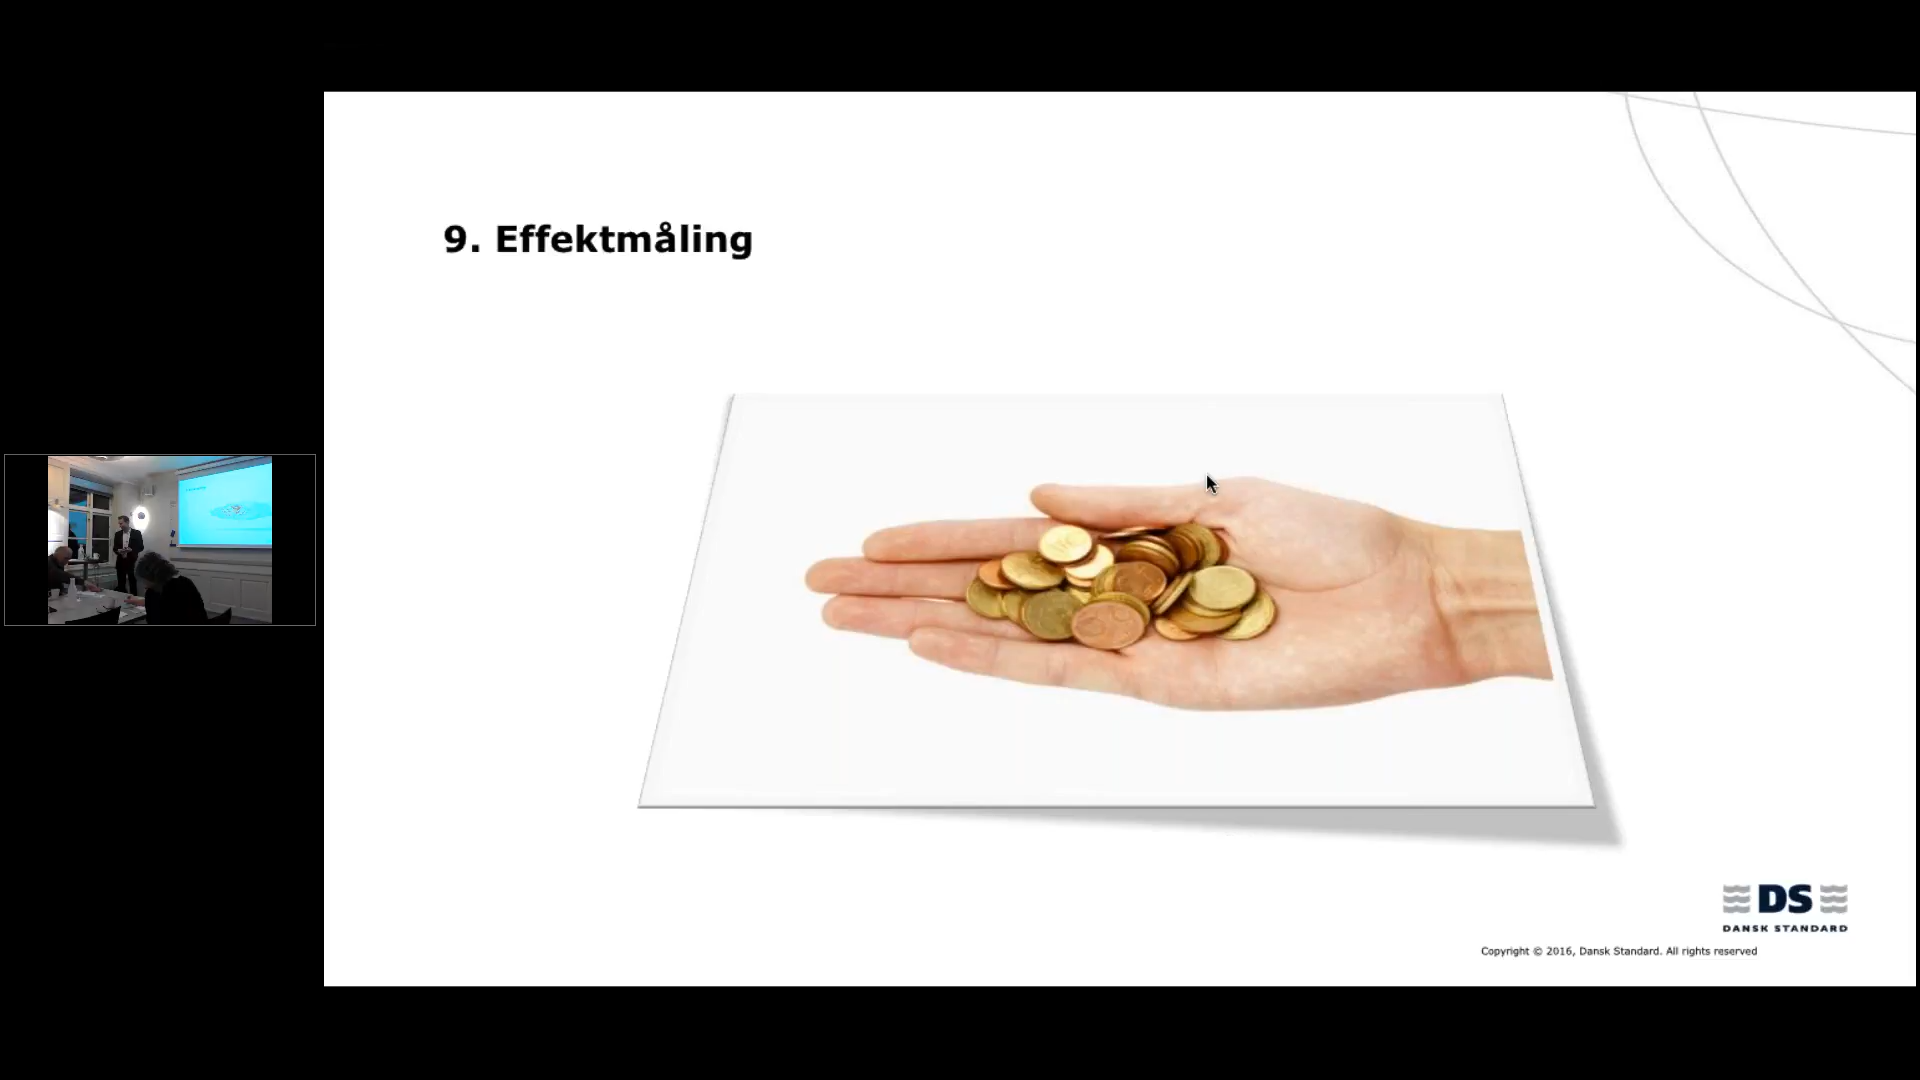 9. Effektmåling
DS
DANSK STANDARD
Copyright © 2016, Dansk Standard. All rights reserved